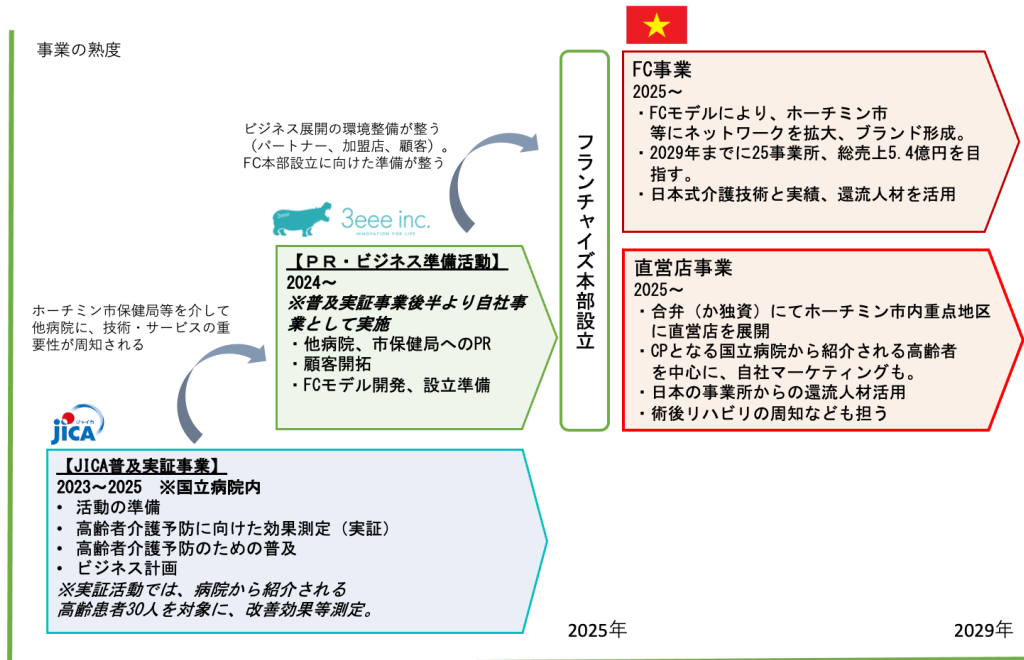 事業の熟度
ビジネス展開の環境整備が整う
（パートナー、加盟店、顧客）。
FC本部設立に向けた準備が整う
3eee
3eee inc.
INNOVATION FOR LIFE
【ＰＲ・ビジネス準備活動】
2024～
※普及実証事業後半より自社事
業として実施
・他病院、市保健局へのPR
・顧客開拓
・FCモデル開発、設立準備
ホーチミン市保健局等を介して
他病院に、技術・サービスの重
要性が周知される
ジャイカ
jICA
【JICA普及実証事業】
2023～2025　※国立病院内
• 活動の準備
• 高齢者介護予防に向けた効果測定（実証）
• 高齢者介護予防のための普及
• ビジネス計画
※実証活動では、病院から紹介される
高齢患者30人を対象に、改善効果等測定。
フランチャイズ本部設立
FC事業
2025～
・FCモデルにより、ホーチミン市
等にネットワークを拡大、ブランド形成。
・2029年までに25事業所、総売上5.4億円を目
指す。
・日本式介護技術と実績、還流人材を活用
直営店事業
2025～
・合弁（か独資）にてホーチミン市内重点地区
に直営店を展開
・CPとなる国立病院から紹介される高齢者
を中心に、自社マーケティングも。
・日本の事業所からの還流人材活用
・術後リハビリの周知なども担う
2025年
2029年